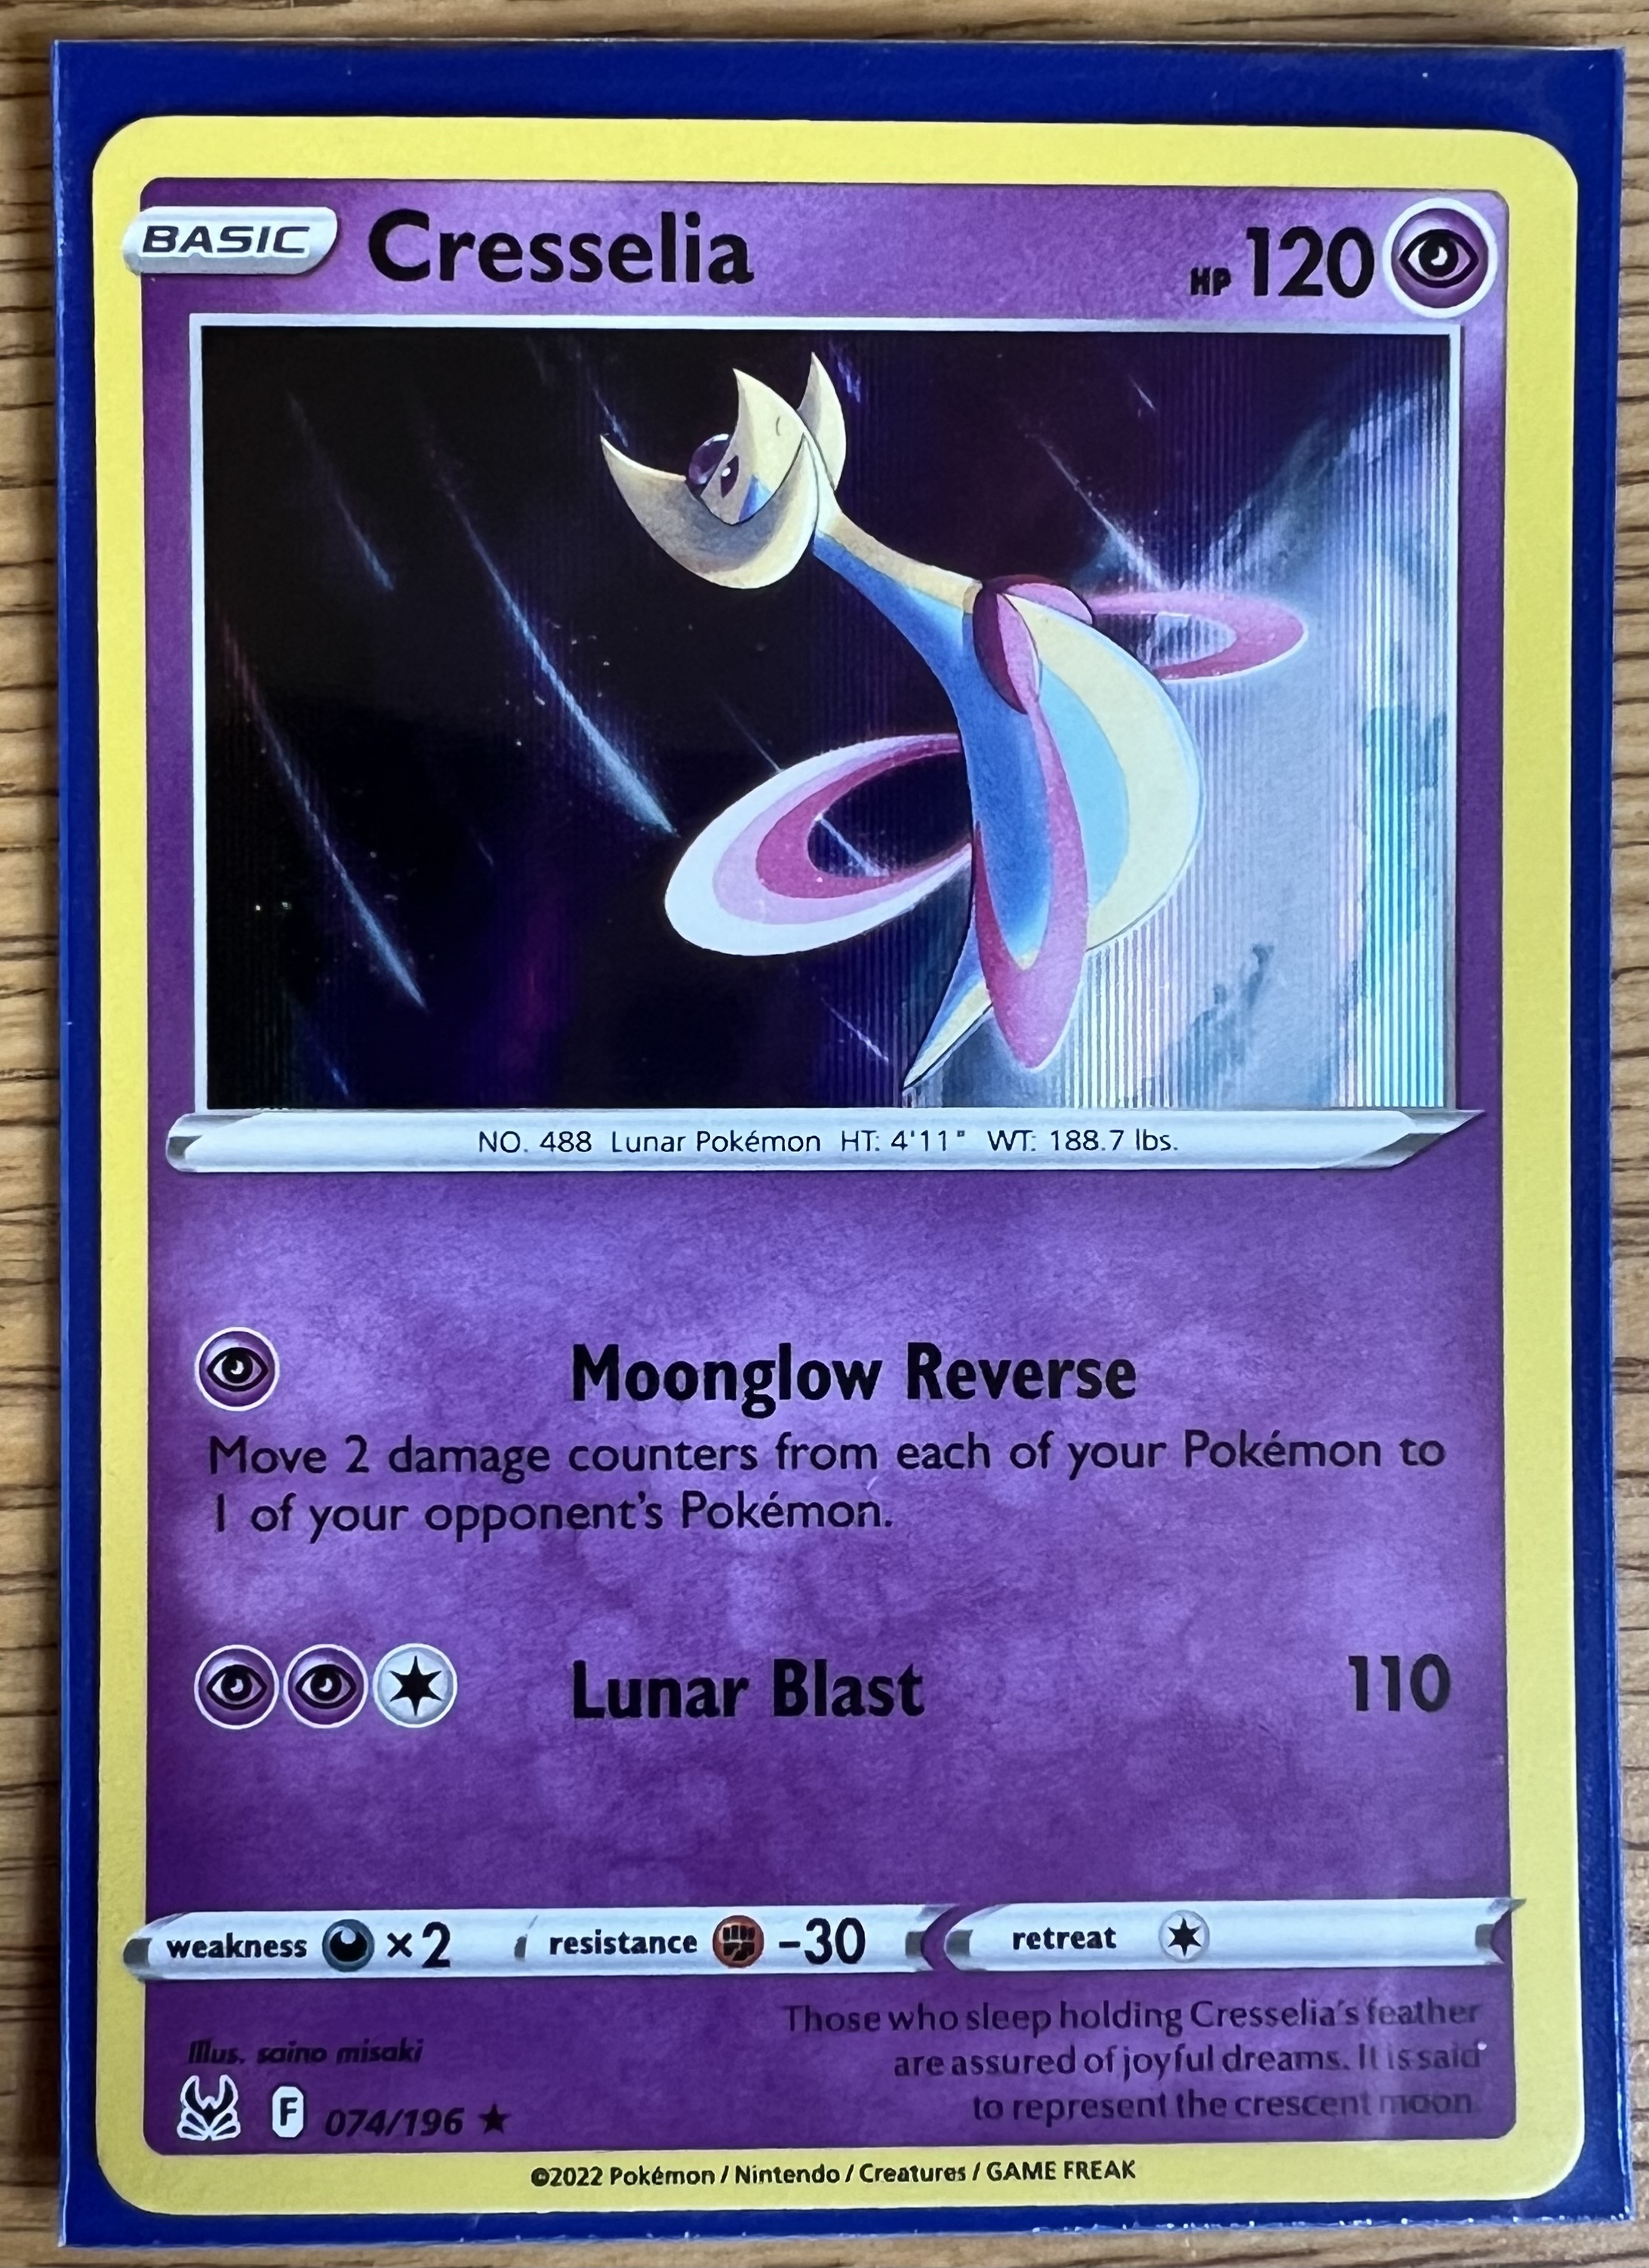 BASIC Cresselia HP 120
NO. 488 Lunar Pokémon HT: 4'11" WT: 188.7 lbs.
Moonglow Reverse
Move 2 damage counters from each of your Pokémon to
1 of your opponent's Pokémon.
Lunar Blast 110
weakness ×2 resistance -30 retreat
Those who sleep holding Cresselia's feather
are assured of joyful dreams. It is said
to represent the crescent moon.
Illus. saino misaki
F 074/196
©2022 Pokémon / Nintendo / Creatures / GAME FREAK